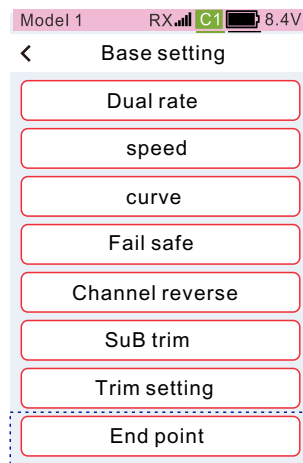 Model 1 RX C1 8.4V
Base setting
Dual rate
speed
curve
Fail safe
Channel reverse
SuB trim
Trim setting
End point